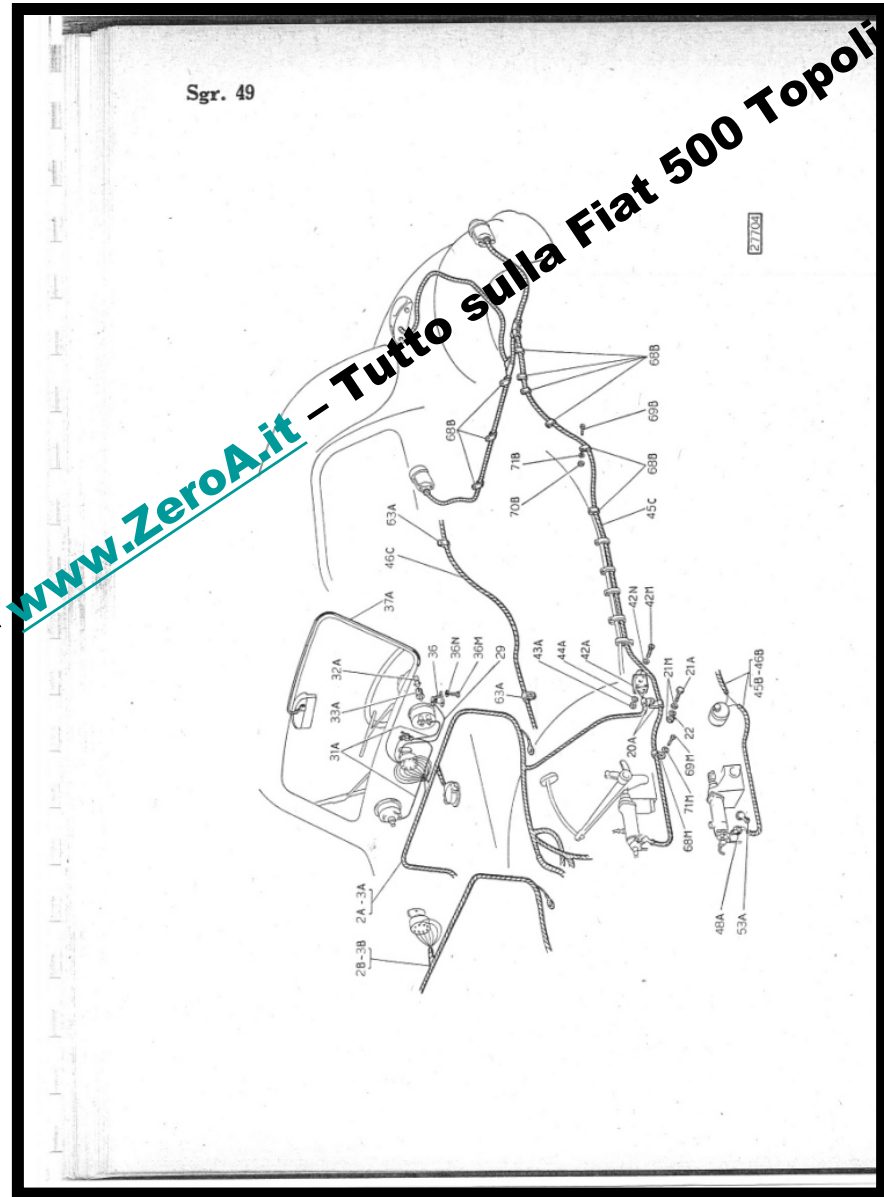 Sgr. 49
www.ZeroA.it – Tutto sulla Fiat 500 Topoli
27704
68B
69B
68B
71B
68B
70B
45C
63A
46C
37A
42N
42M
32A
36
36N
36M
29
43A
44A
42A
21M
21A
33A
63A
45B-46B
31A
20A
22
69M
71M
68M
2A-3A
48A
53A
2B-3B